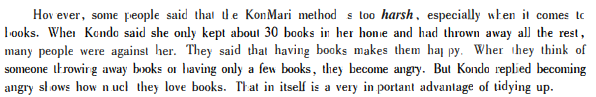 However, some people said that the KonMari method is too harsh, especially when it comes to
books. When Kondo said she only kept about 30 books in her home and had thrown away all the rest,
many people were against her. They said that having books makes them happy. When they think of
someone throwing away books or having only a few books, they become angry. But Kondo replied becoming
angry shows how much they love books. That in itself is a very important advantage of tidying up.